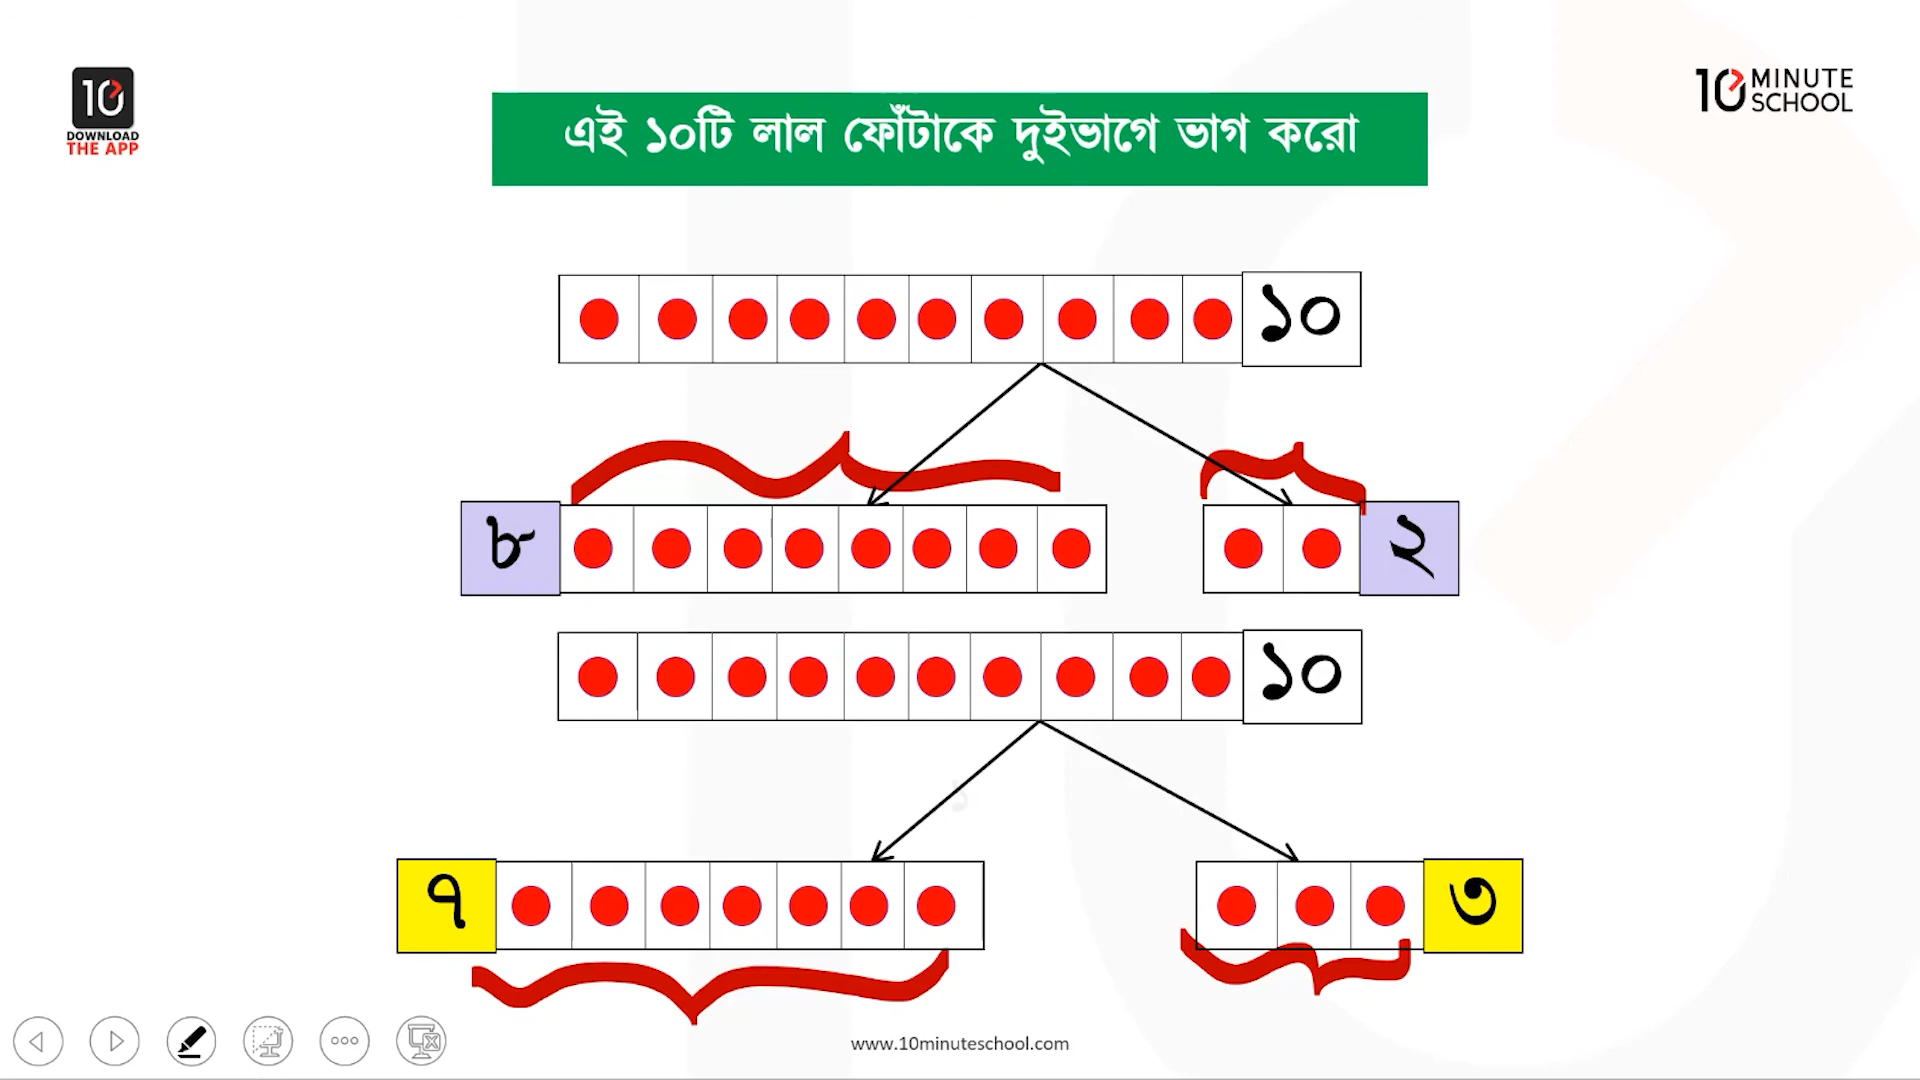 10
DOWNLOAD
THE APP
10 MINUTE
SCHOOL
এই ১০টি লাল ফোঁটাকে দুইভাগে ভাগ করো
১০
৮
২
১০
৭
৩
www.10minuteschool.com